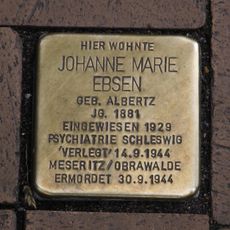 HIER WOHNTE
JOHANNE MARIE
EBSEN
GEB. ALBERTZ
JG. 1881
EINGEWIESEN 1929
PSYCHIATRIE SCHLESWIG
'VERLEGT' 14.9.1944
MESERITZ/OBRAWALDE
ERMORDET 30.9.1944